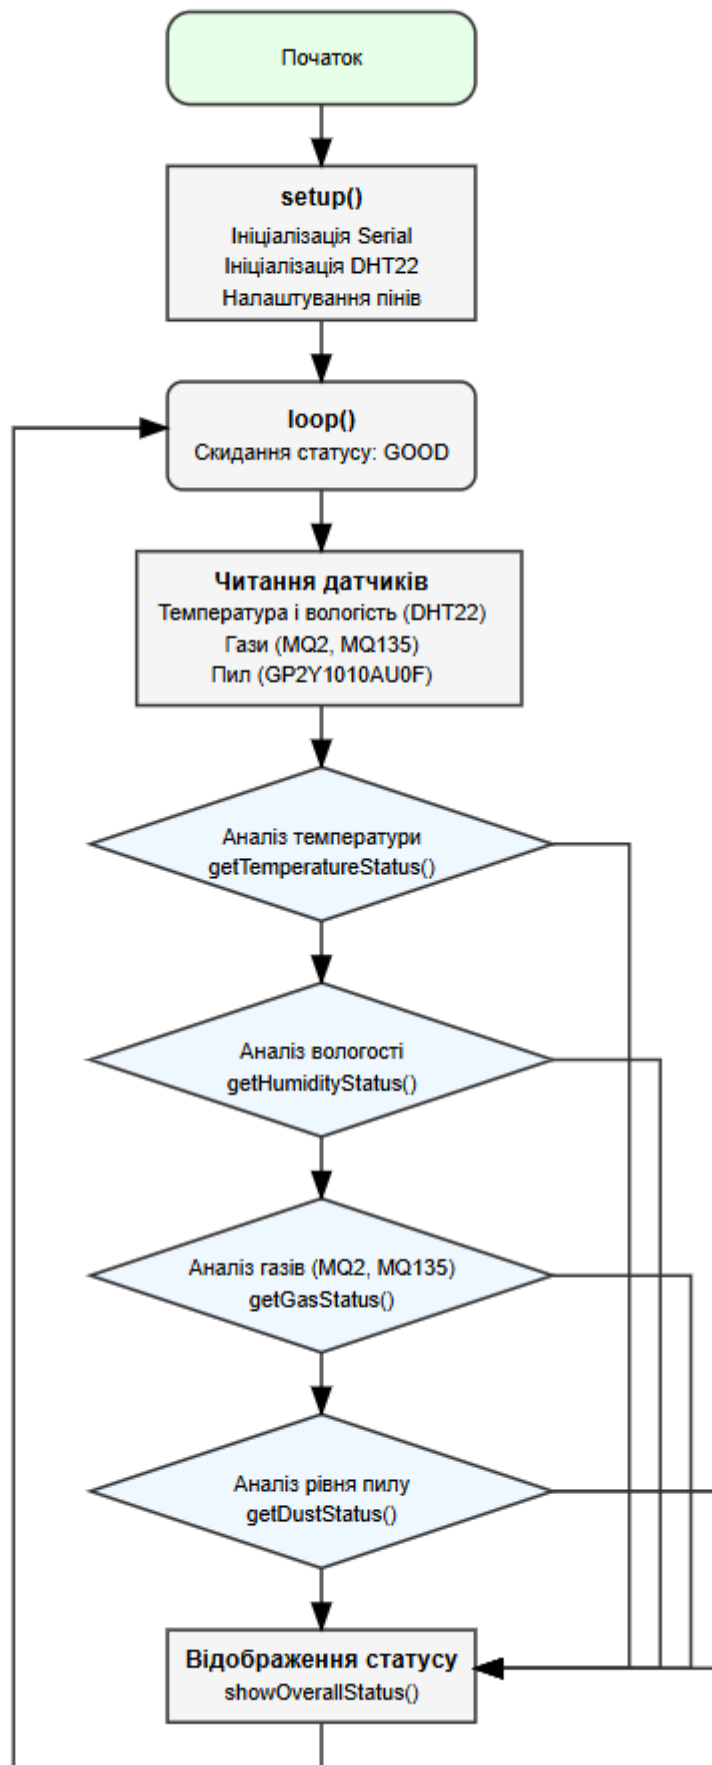 Початок
setup()
Ініціалізація Serial
Ініціалізація DHT22
Налаштування пінів
loop()
Скидання статусу: GOOD
Читання датчиків
Температура і вологість (DHT22)
Гази (MQ2, MQ135)
Пил (GP2Y1010AU0F)
Аналіз температури
getTemperatureStatus()
Аналіз вологості
getHumidityStatus()
Аналіз газів (MQ2, MQ135)
getGasStatus()
Аналіз рівня пилу
getDustStatus()
Відображення статусу
showOverallStatus()